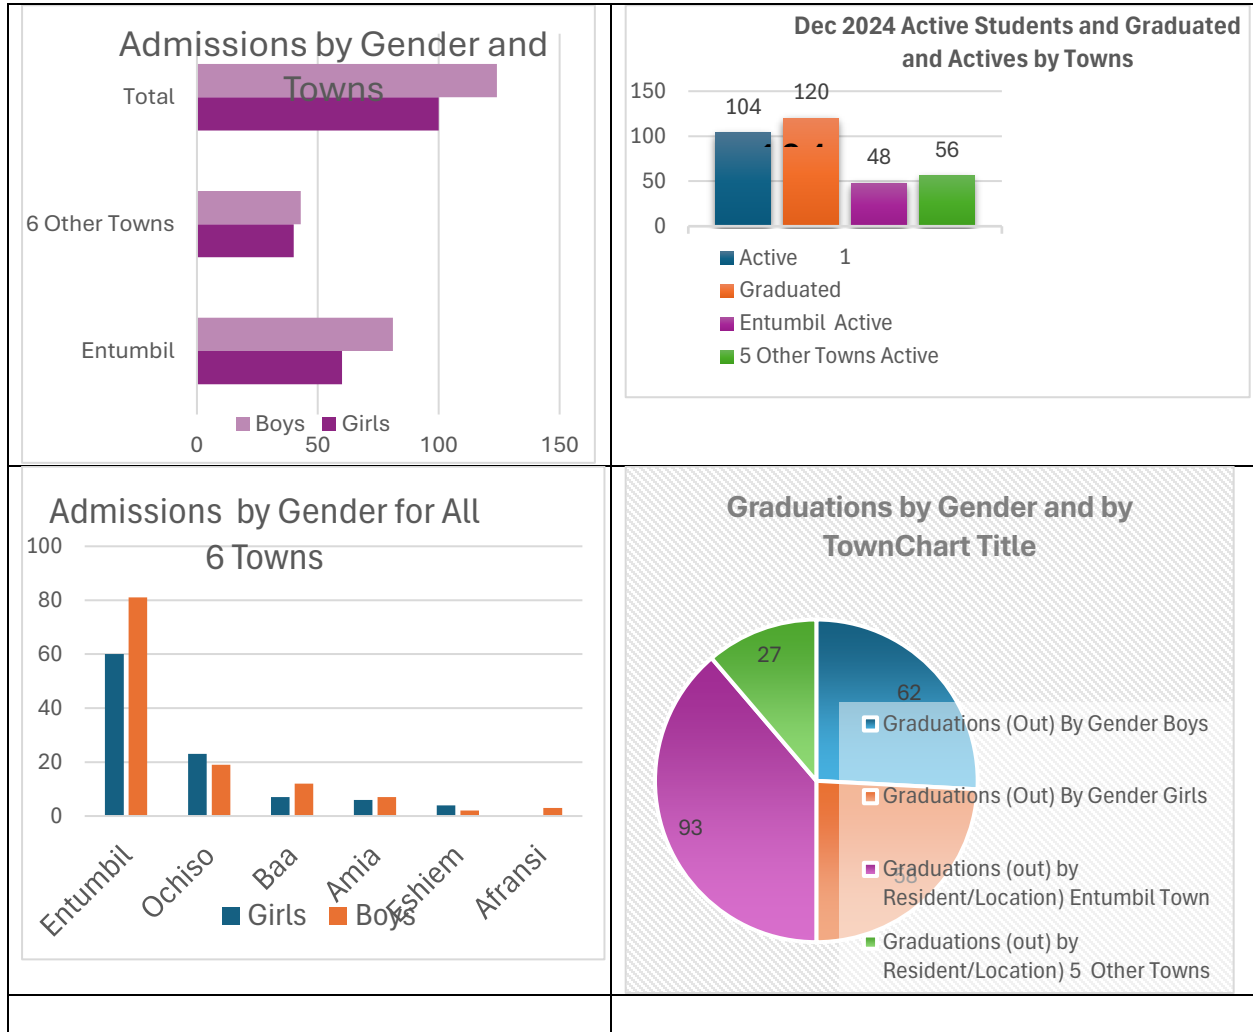 Admissions by Gender and
Towns
Total
6 Other Towns
Entumbil
Boys Girls
0 50 100 150
Dec 2024 Active Students and Graduated
and Actives by Towns
150
100
50
0
104 120 48 56
1
Active
Graduated
Entumbil Active
5 Other Towns Active
Admissions by Gender for All
6 Towns
100
80
60
40
20
0
Entumbil Ochiso Baa Amia Eshiem Afransi
Girls Boys
Graduations by Gender and by
TownChart Title
27
62
93
58
Graduations (Out) By Gender Boys
Graduations (Out) By Gender Girls
Graduations (out) by
Resident/Location) Entumbil Town
Graduations (out) by
Resident/Location) 5 Other Towns